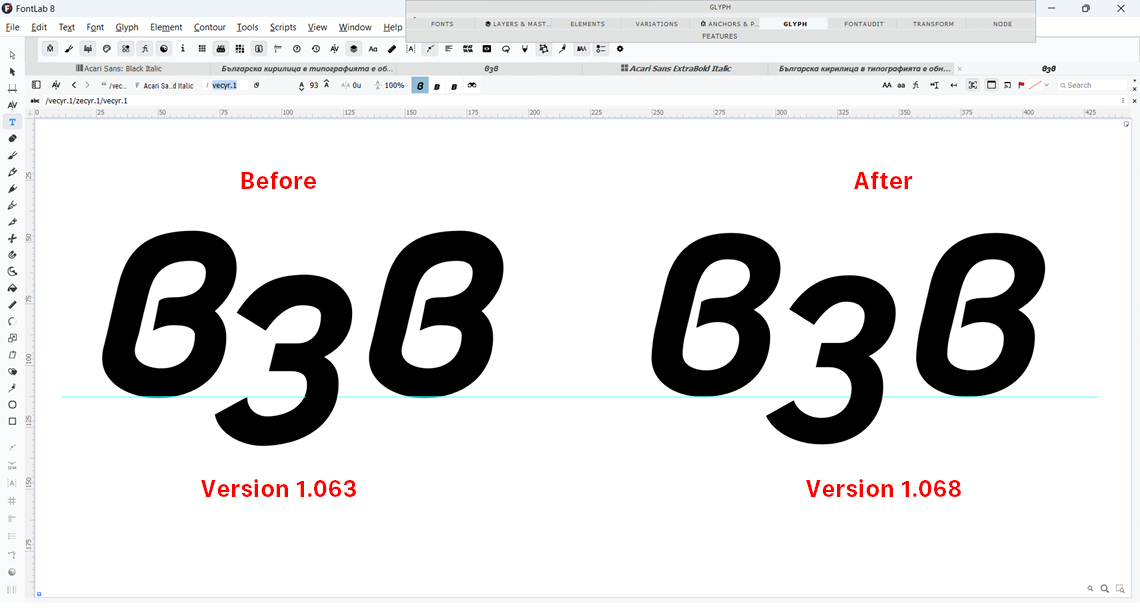 FontLab 8
GLYPH
File Edit Text Font Glyph Element Contour Tools Scripts View Window Help
FONTS LAYERS & MAST... ELEMENTS VARIATIONS ANCHORS & P... GLYPH FONTAUDIT TRANSFORM NODE
FEATURES
Acari Sans: Black Italic Българска кирилица в типографията е об... взв Acari Sans ExtraBold Italic Българска кирилица в типографията е обн... взв
/vec... Acari Sa...d Italic vecyr.1 93 0u 100% Search
abc /vecyr.1/zecyr.1/vecyr.1
0 25 50 75 100 125 150 175 200 225 250 275 300 325 350 375 400 425
Before After
взв взв
Version 1.063 Version 1.068